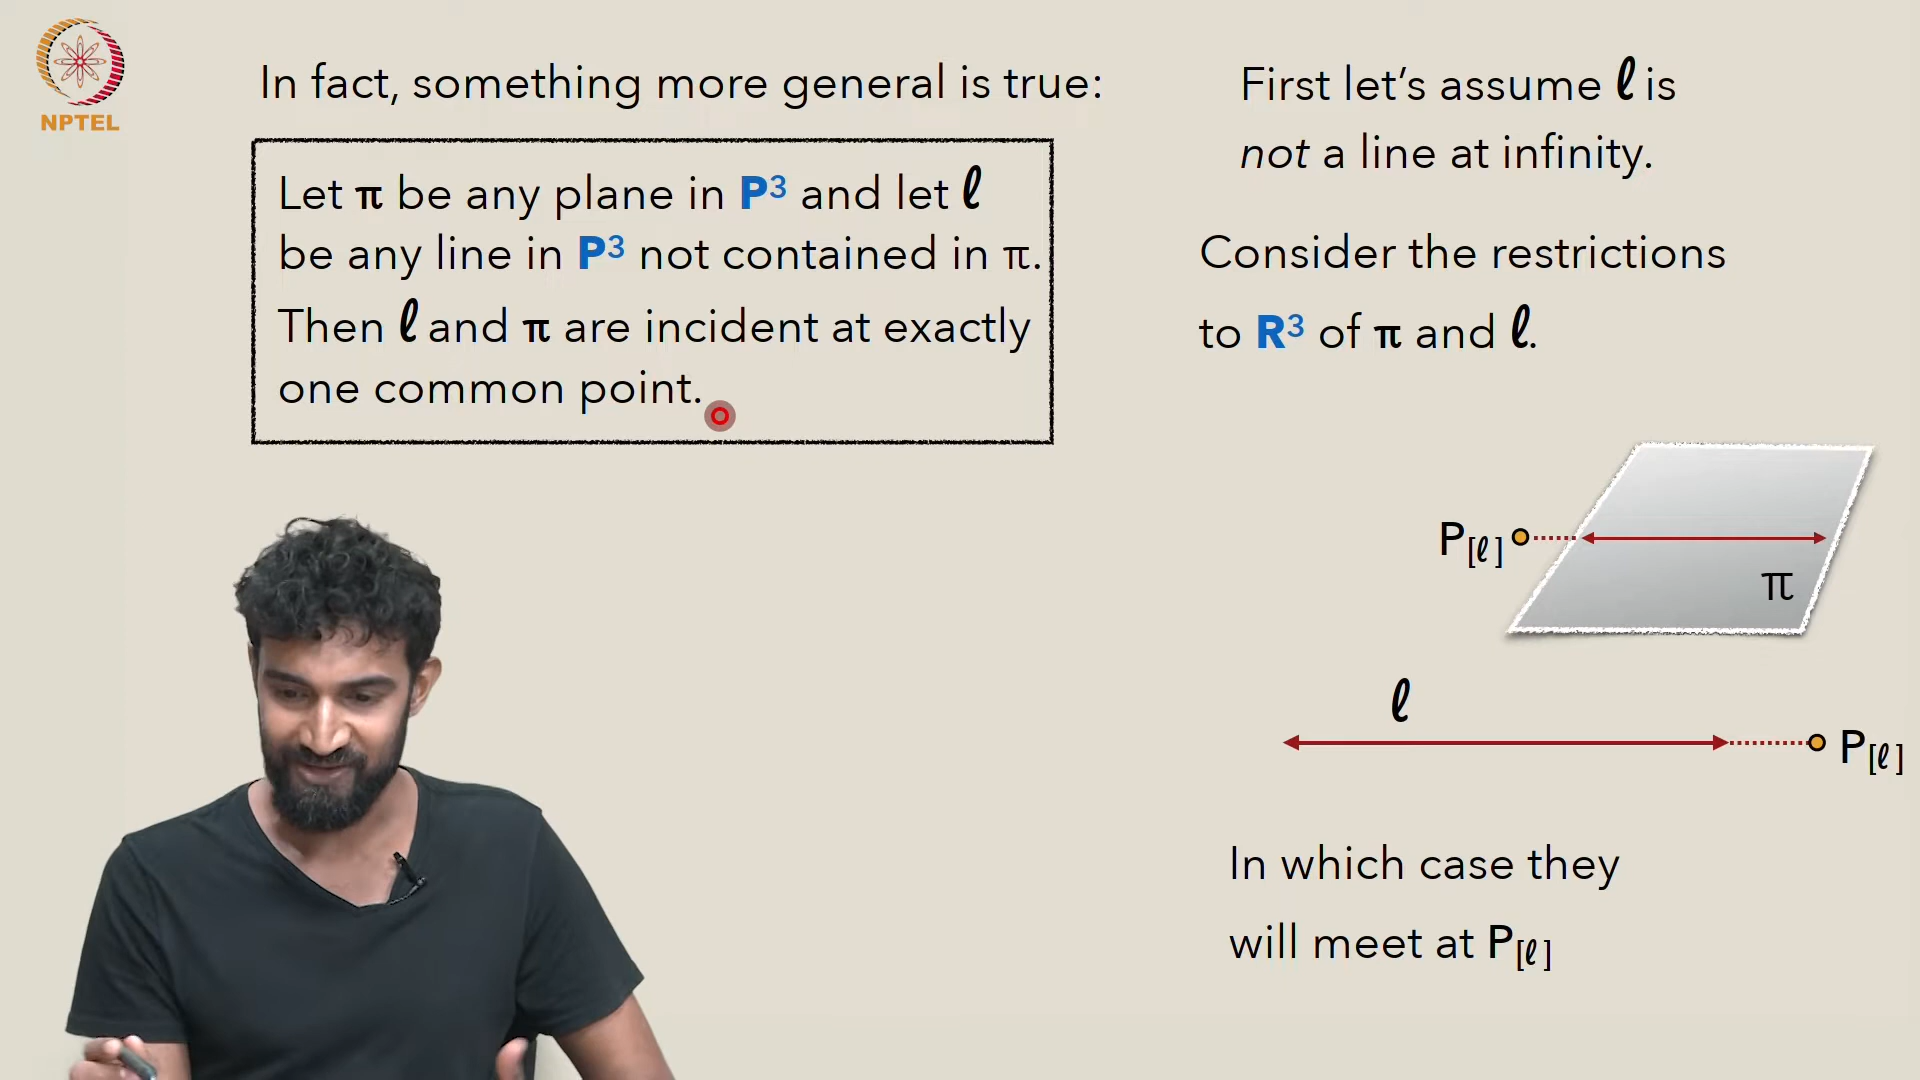 NPTEL
In fact, something more general is true:
Let π be any plane in P³ and let ℓ
be any line in P³ not contained in π.
Then ℓ and π are incident at exactly
one common point.
First let’s assume ℓ is
not a line at infinity.
Consider the restrictions
to R³ of π and ℓ.
P[ℓ]
π
ℓ
P[ℓ]
In which case they
will meet at P[ℓ]